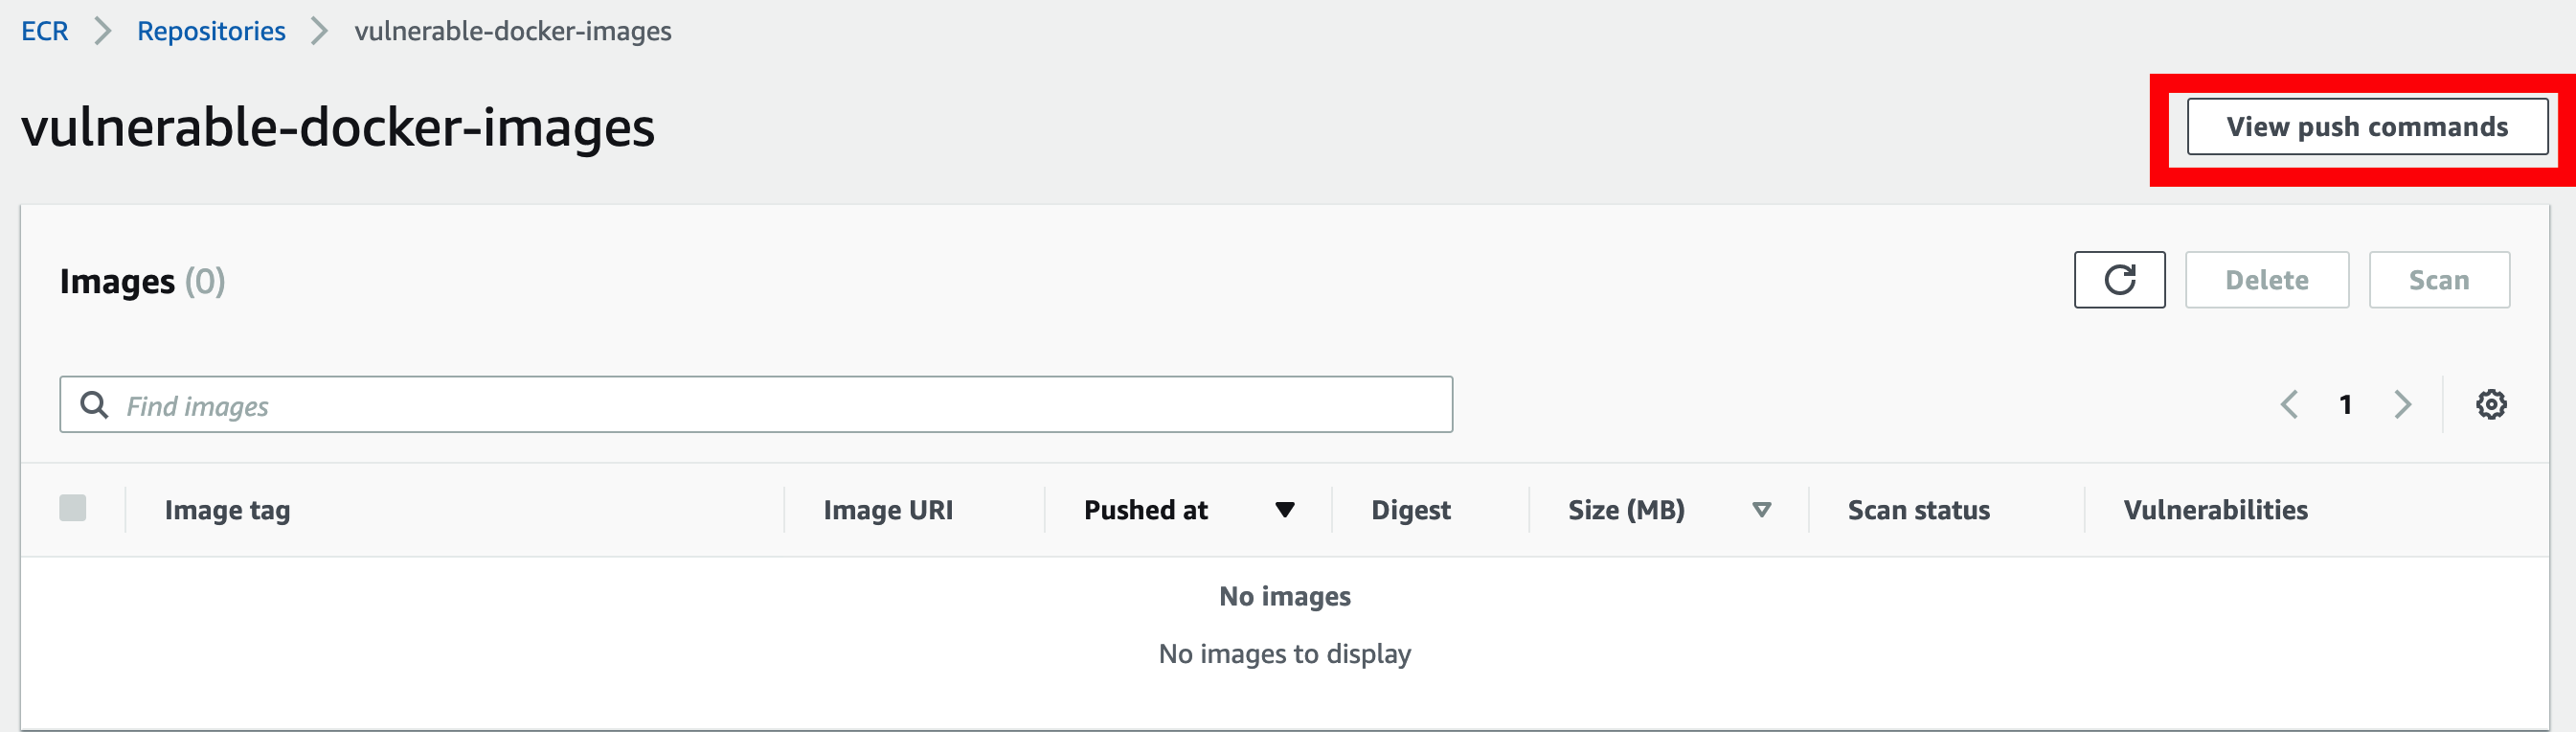 ECR > Repositories > vulnerable-docker-images
vulnerable-docker-images
View push commands
Images (0)
Delete
Scan
Find images
1
Image tag Image URI Pushed at Digest Size (MB) Scan status Vulnerabilities
No images
No images to display